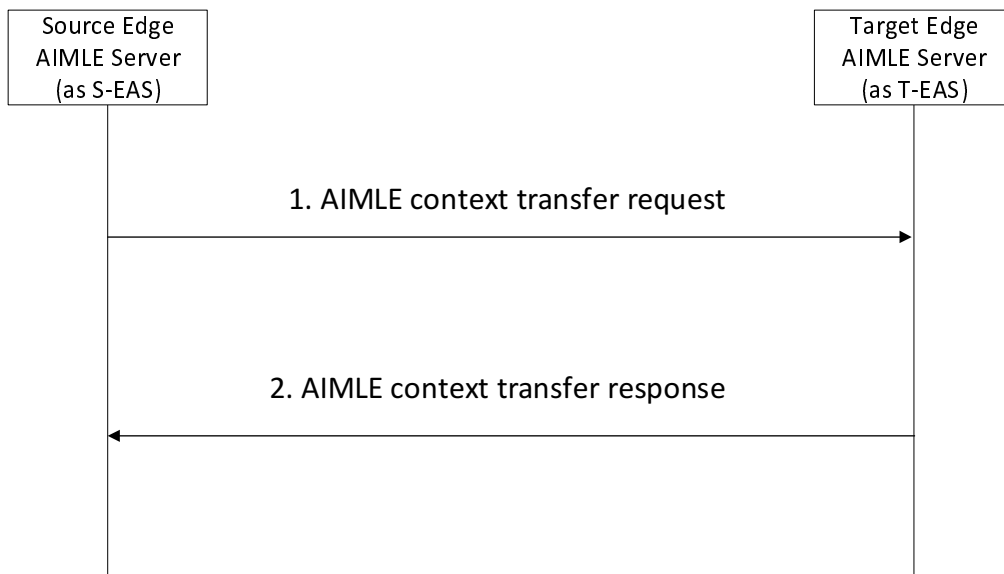 Source Edge
AIMLE Server
(as S-EAS)
Target Edge
AIMLE Server
(as T-EAS)
1. AIMLE context transfer request
2. AIMLE context transfer response